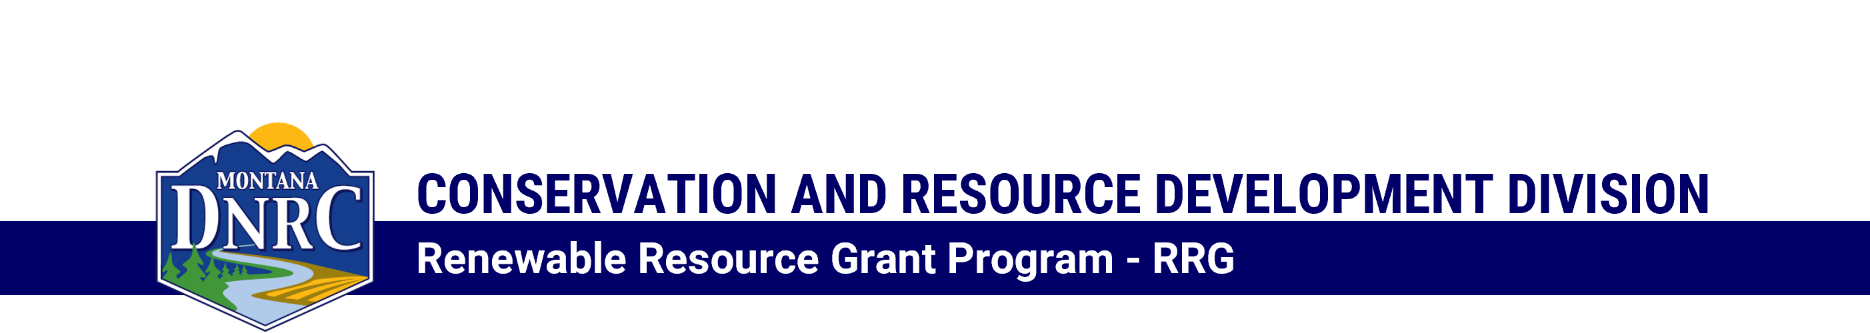 MONTANA
DNRC
CONSERVATION AND RESOURCE DEVELOPMENT DIVISION
Renewable Resource Grant Program - RRG